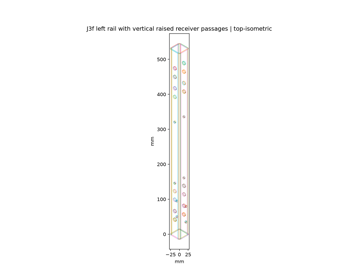 J3f left rail with vertical raised receiver passages | top-isometric
500
400
300
200
100
0
mm
−25 0 25
mm